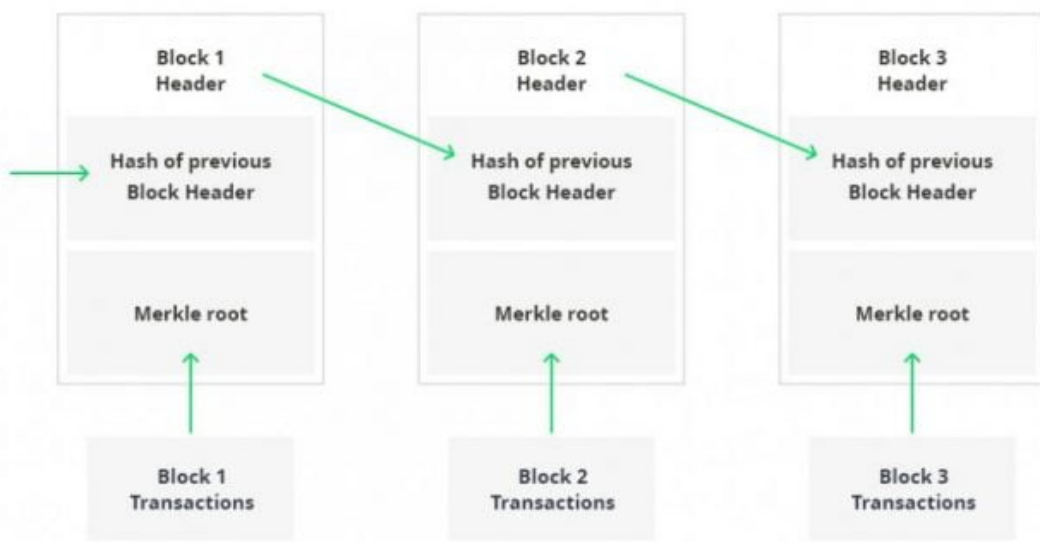 Block 1
Header
Hash of previous
Block Header
Merkle root
Block 1
Transactions
Block 2
Header
Hash of previous
Block Header
Merkle root
Block 2
Transactions
Block 3
Header
Hash of previous
Block Header
Merkle root
Block 3
Transactions